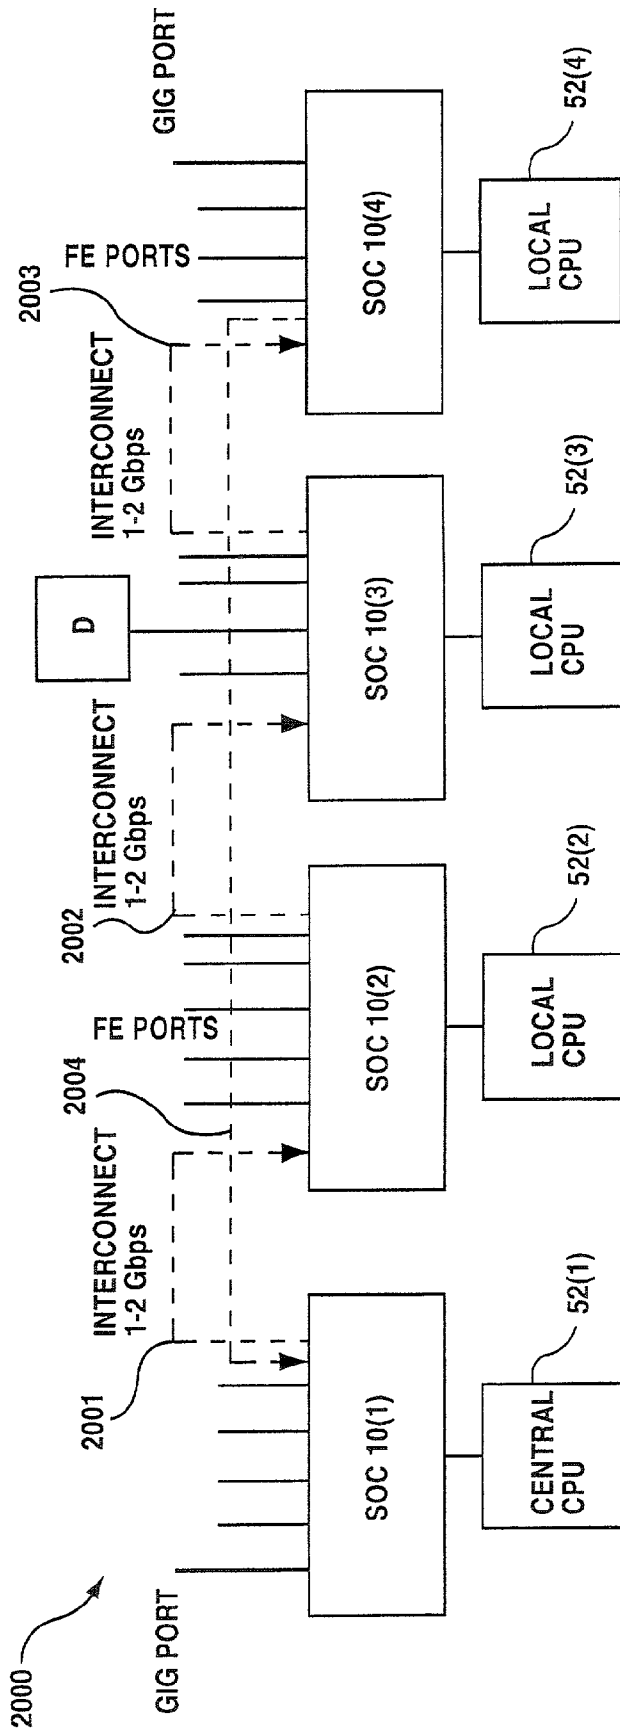 2000
GIG PORT
2001
INTERCONNECT
1-2 Gbps
2004
FE PORTS
2002
INTERCONNECT
1-2 Gbps
D
INTERCONNECT
1-2 Gbps
2003
FE PORTS
GIG PORT
SOC 10(1)
SOC 10(2)
SOC 10(3)
SOC 10(4)
CENTRAL
CPU
52(1)
LOCAL
CPU
52(2)
LOCAL
CPU
52(3)
LOCAL
CPU
52(4)